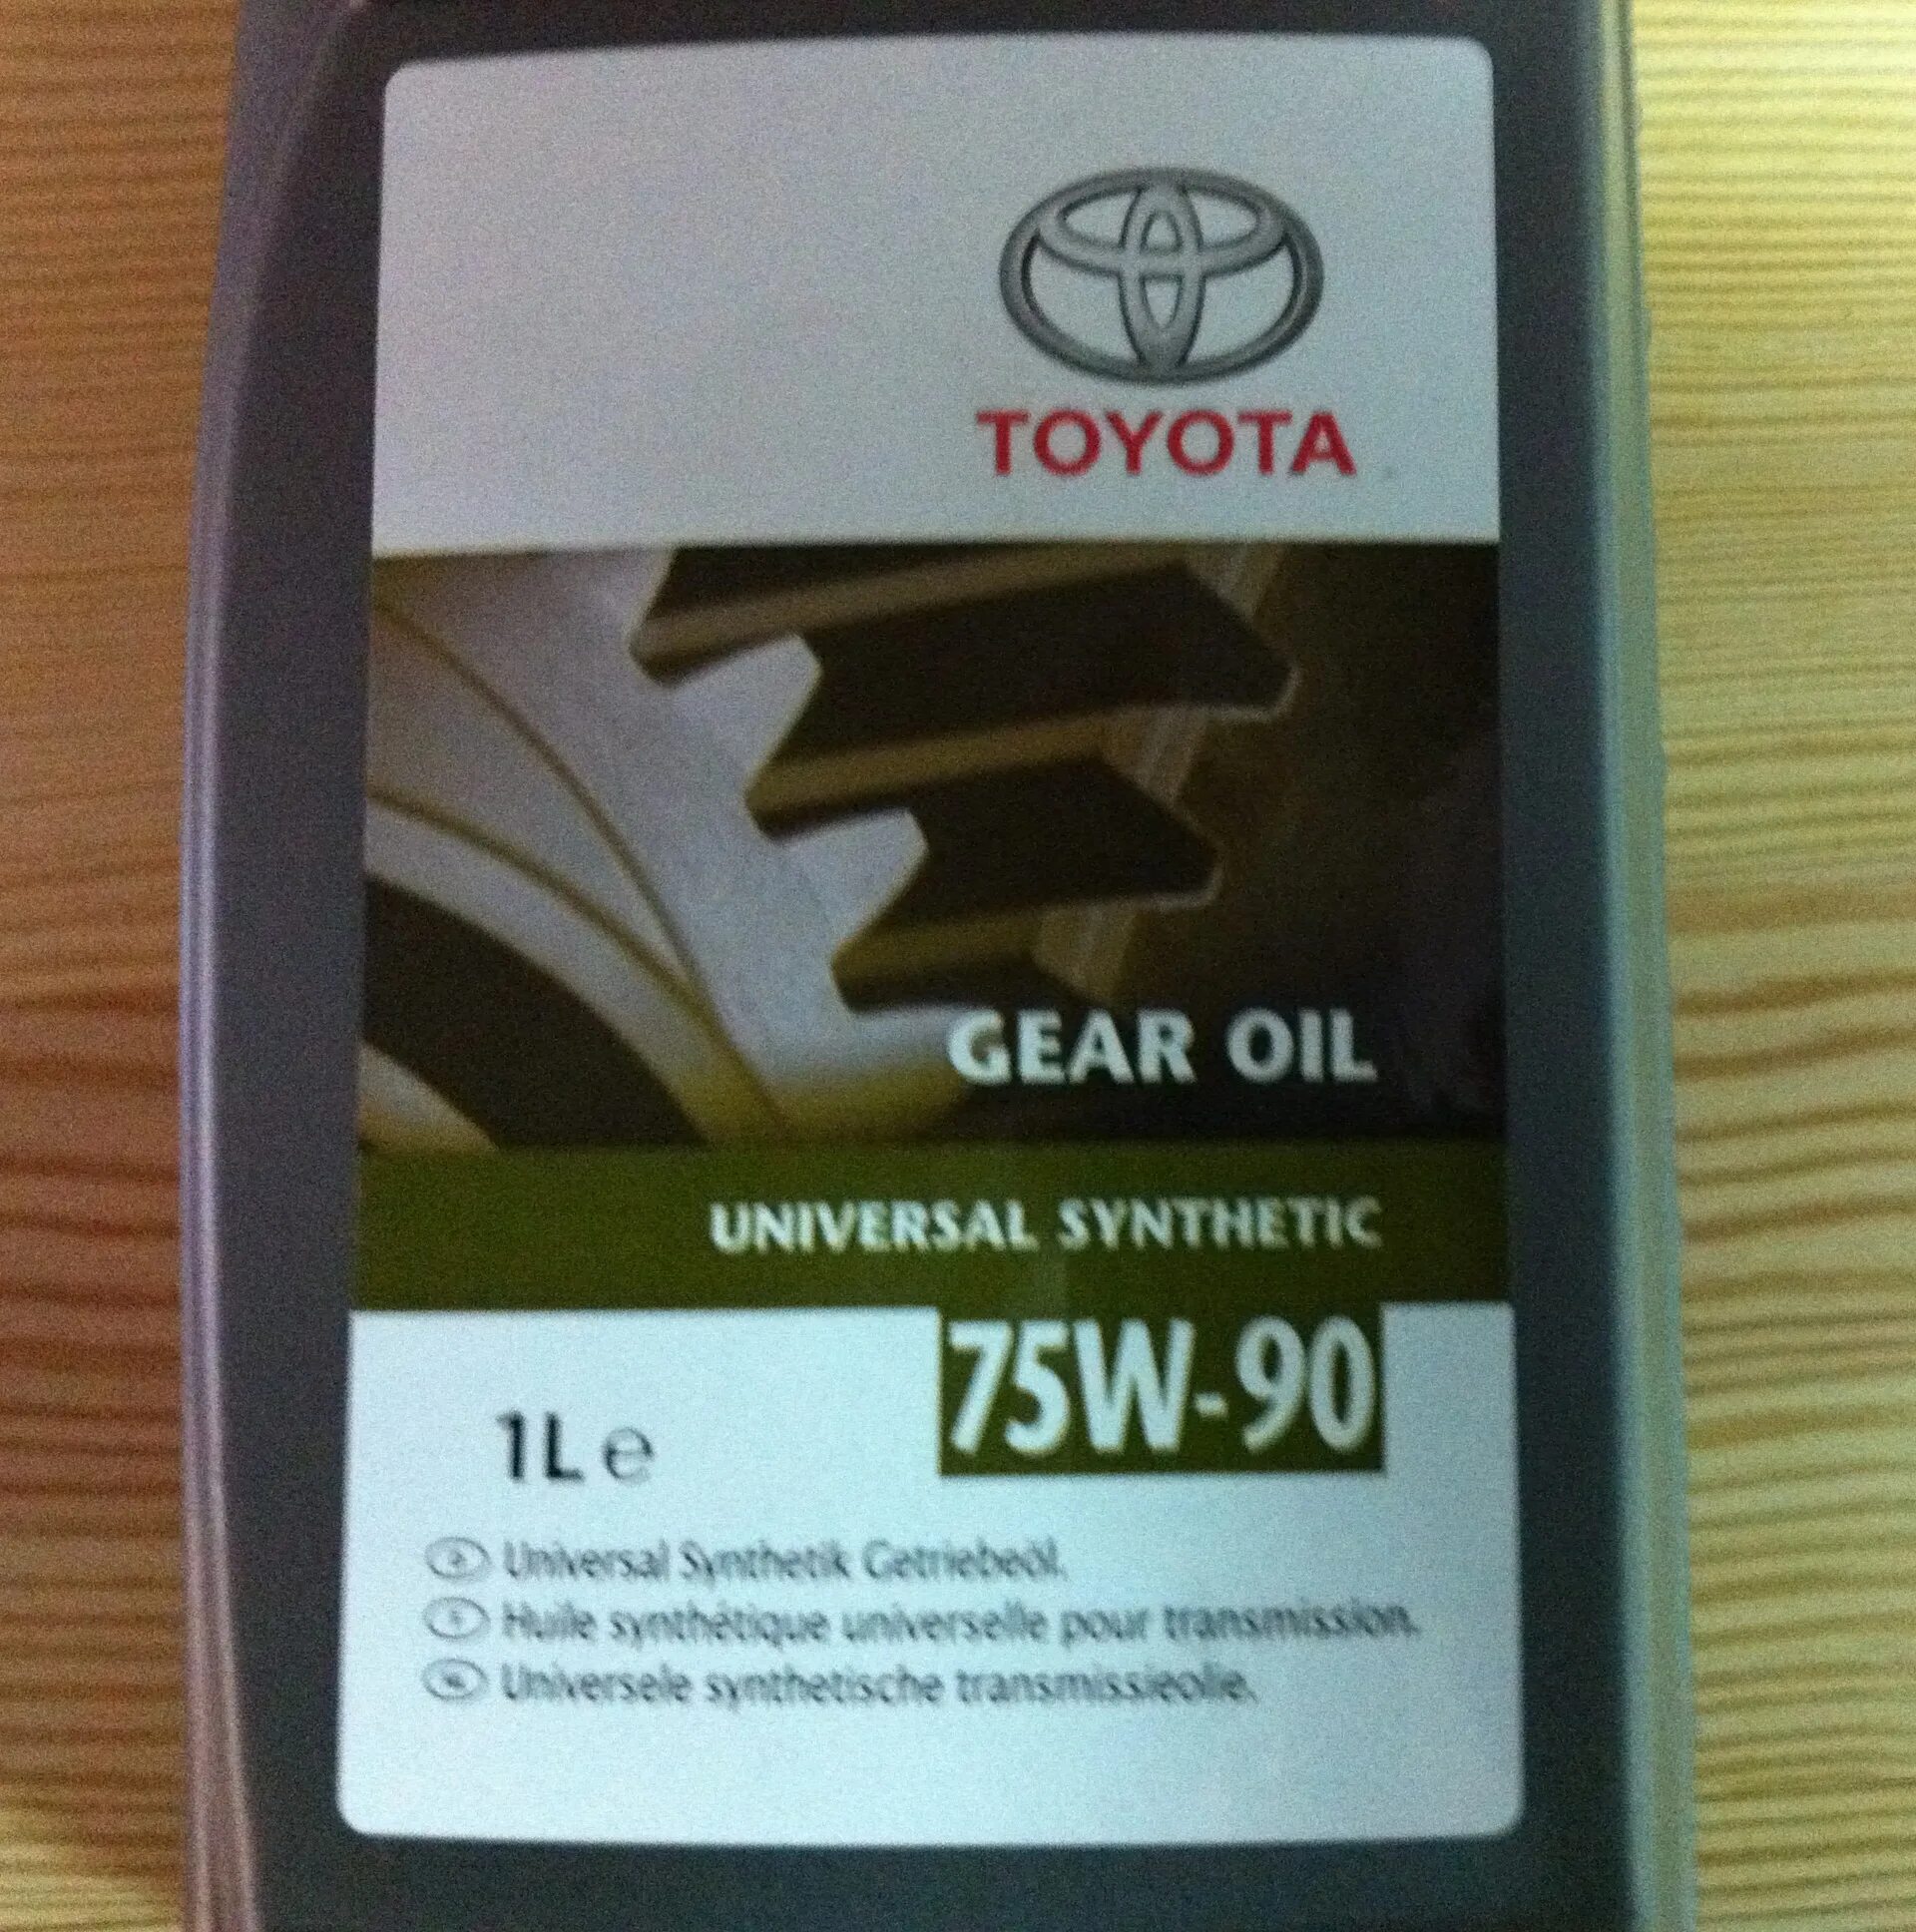 TOYOTA
GEAR OIL
UNIVERSAL SYNTHETIC
75W-90
1L e
Universal Synthetik Getriebeöl.
Huile synthétique universelle pour transmission.
Universele synthetische transmissieolie.